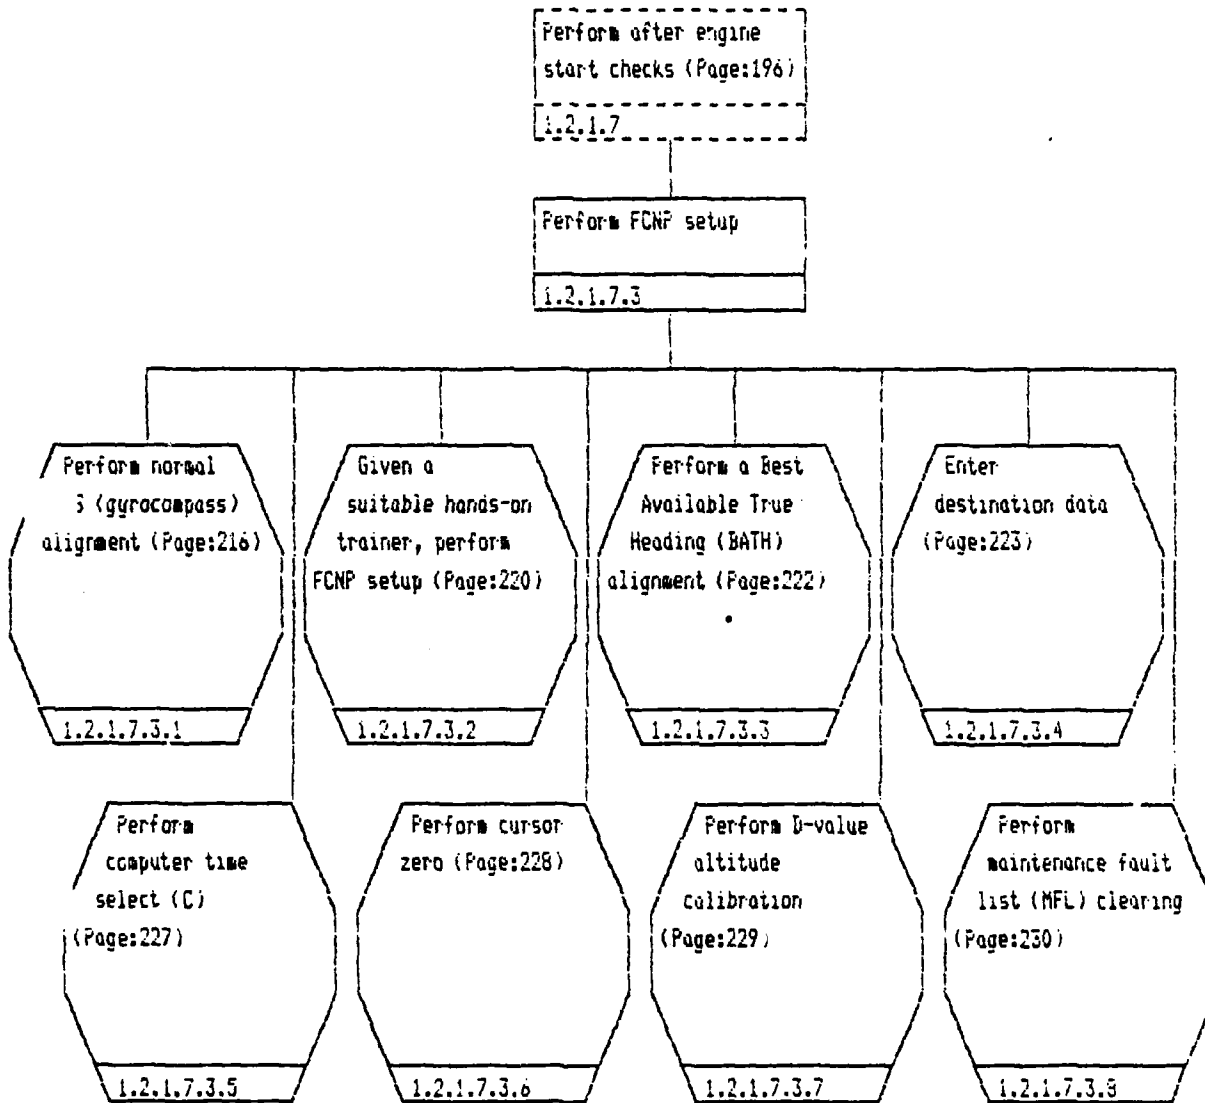 Perform after engine
start checks (Page:196)
1.2.1.7
Perform FCNP setup
1.2.1.7.3
Perform normal
S (gyrocompass)
alignment (Page:216)
1.2.1.7.3.1
Given a
suitable hands-on
trainer, perform
FCNP setup (Page:220)
1.2.1.7.3.2
Perform a Best
Available True
Heading (BATH)
alignment (Page:222)
1.2.1.7.3.3
Enter
destination data
(Page:223)
1.2.1.7.3.4
Perform
computer time
select (C)
(Page:227)
1.2.1.7.3.5
Perform cursor
zero (Page:228)
1.2.1.7.3.6
Perform D-value
altitude
calibration
(Page:229)
1.2.1.7.3.7
Perform
maintenance fault
list (MFL) clearing
(Page:230)
1.2.1.7.3.8